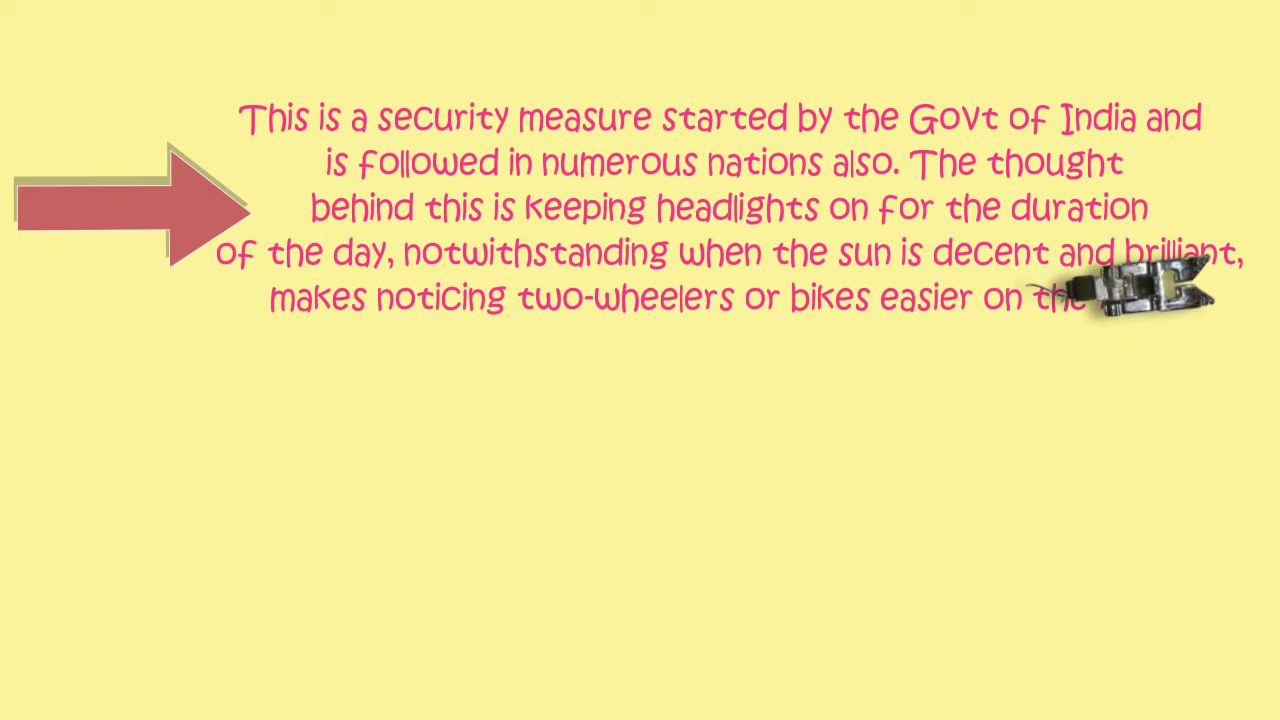 This is a security measure started by the Govt of India and
is followed in numerous nations also. The thought
behind this is keeping headlights on for the duration
of the day, notwithstanding when the sun is decent and brilliant,
makes noticing two-wheelers or bikes easier on the